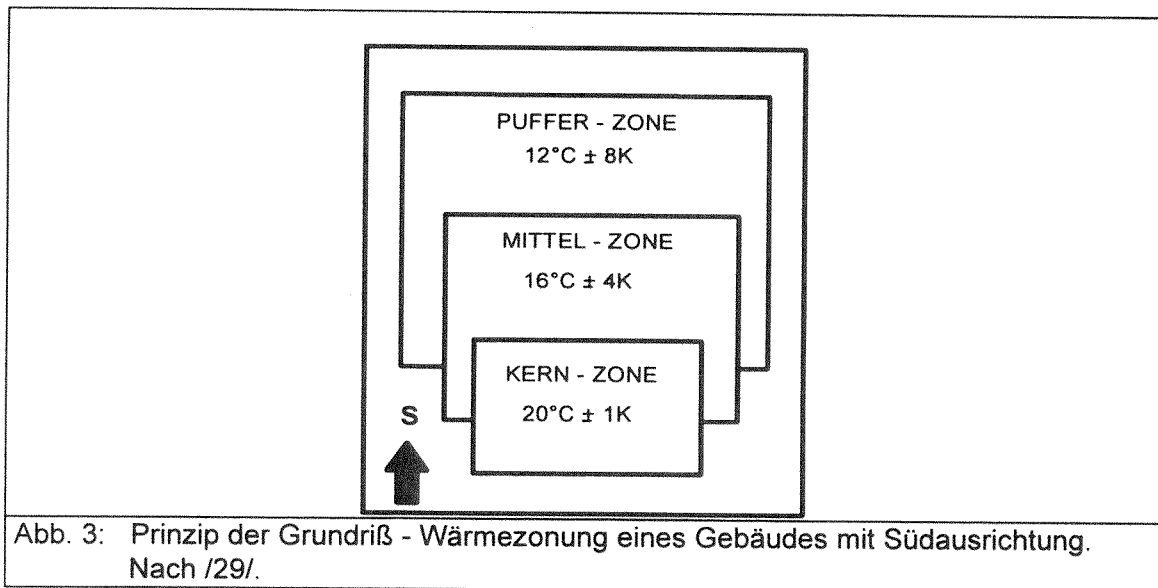 PUFFER - ZONE
12°C ± 8K
MITTEL - ZONE
16°C ± 4K
KERN - ZONE
20°C ± 1K
S
Abb. 3: Prinzip der Grundriß - Wärmezonung eines Gebäudes mit Südausrichtung.
Nach /29/.